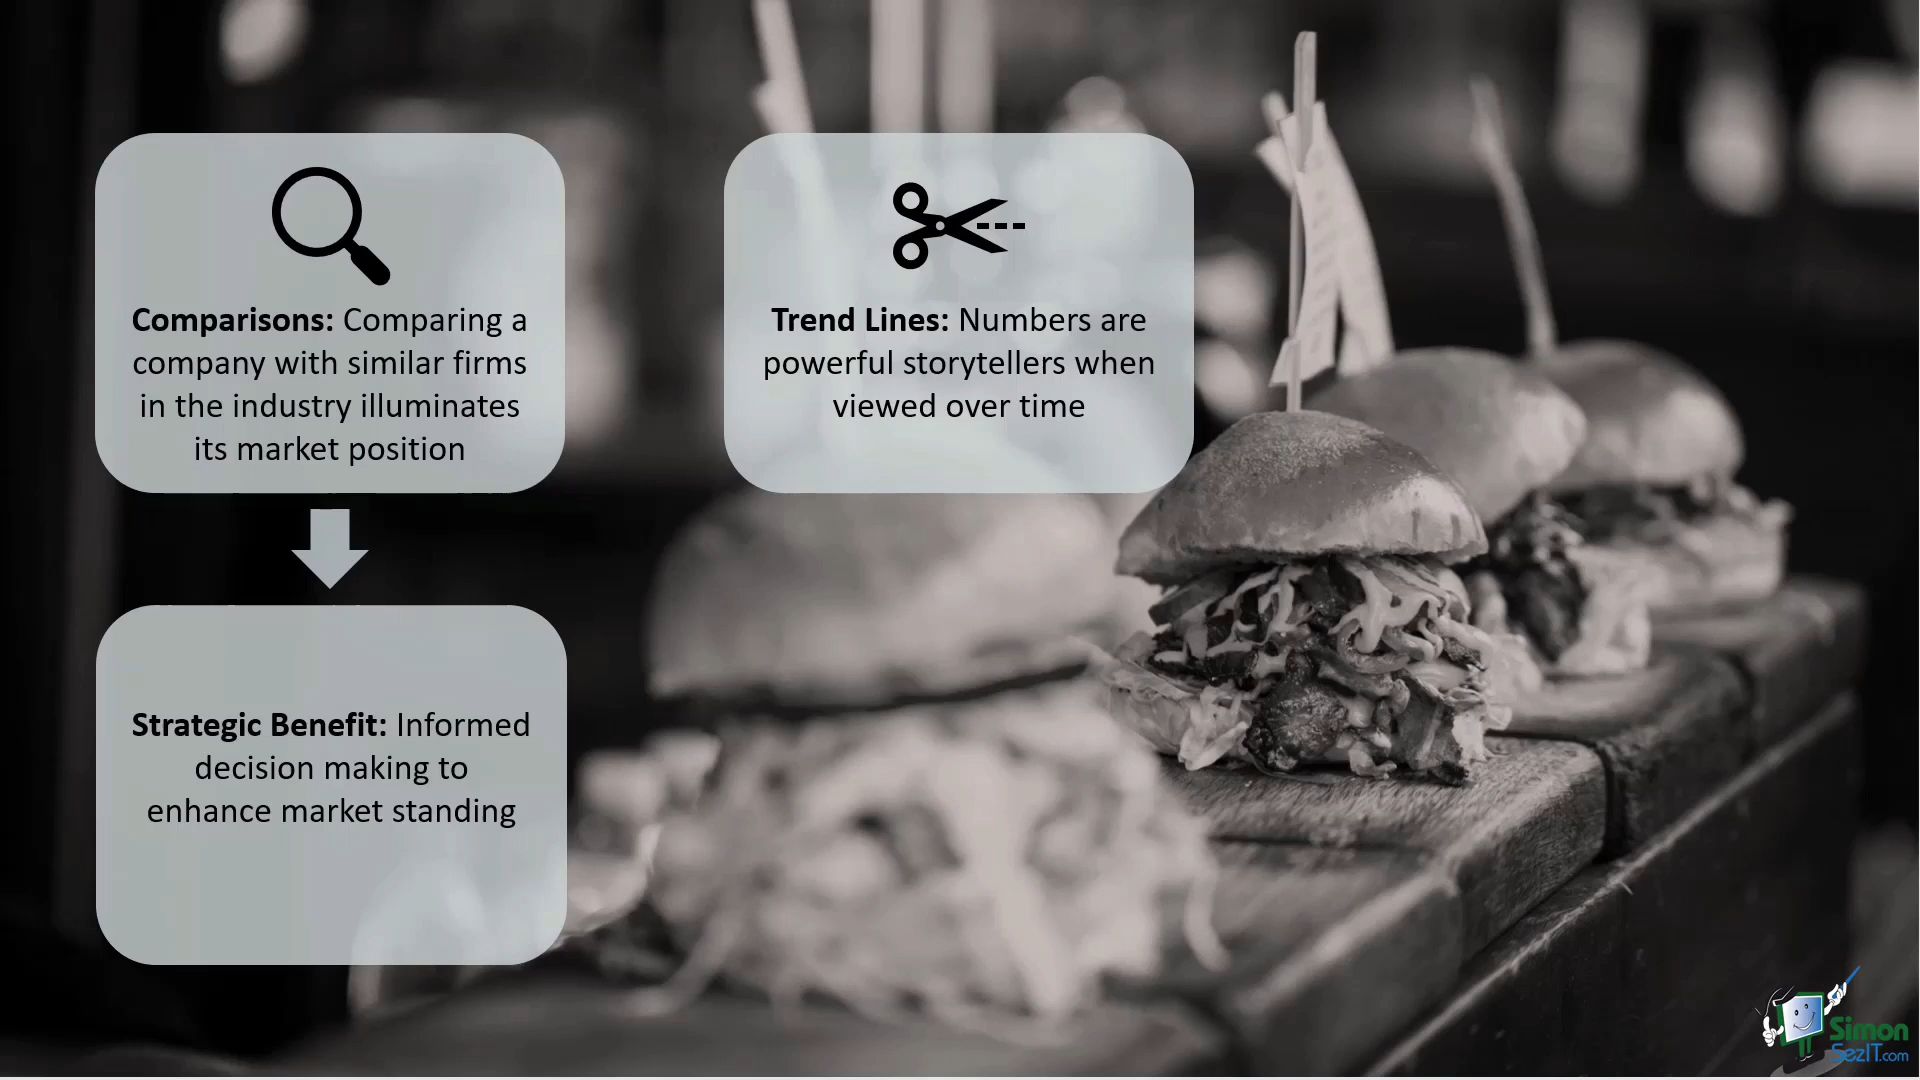 Comparisons: Comparing a
company with similar firms
in the industry illuminates
its market position
Trend Lines: Numbers are
powerful storytellers when
viewed over time
Strategic Benefit: Informed
decision making to
enhance market standing
Simon
SezIT.com